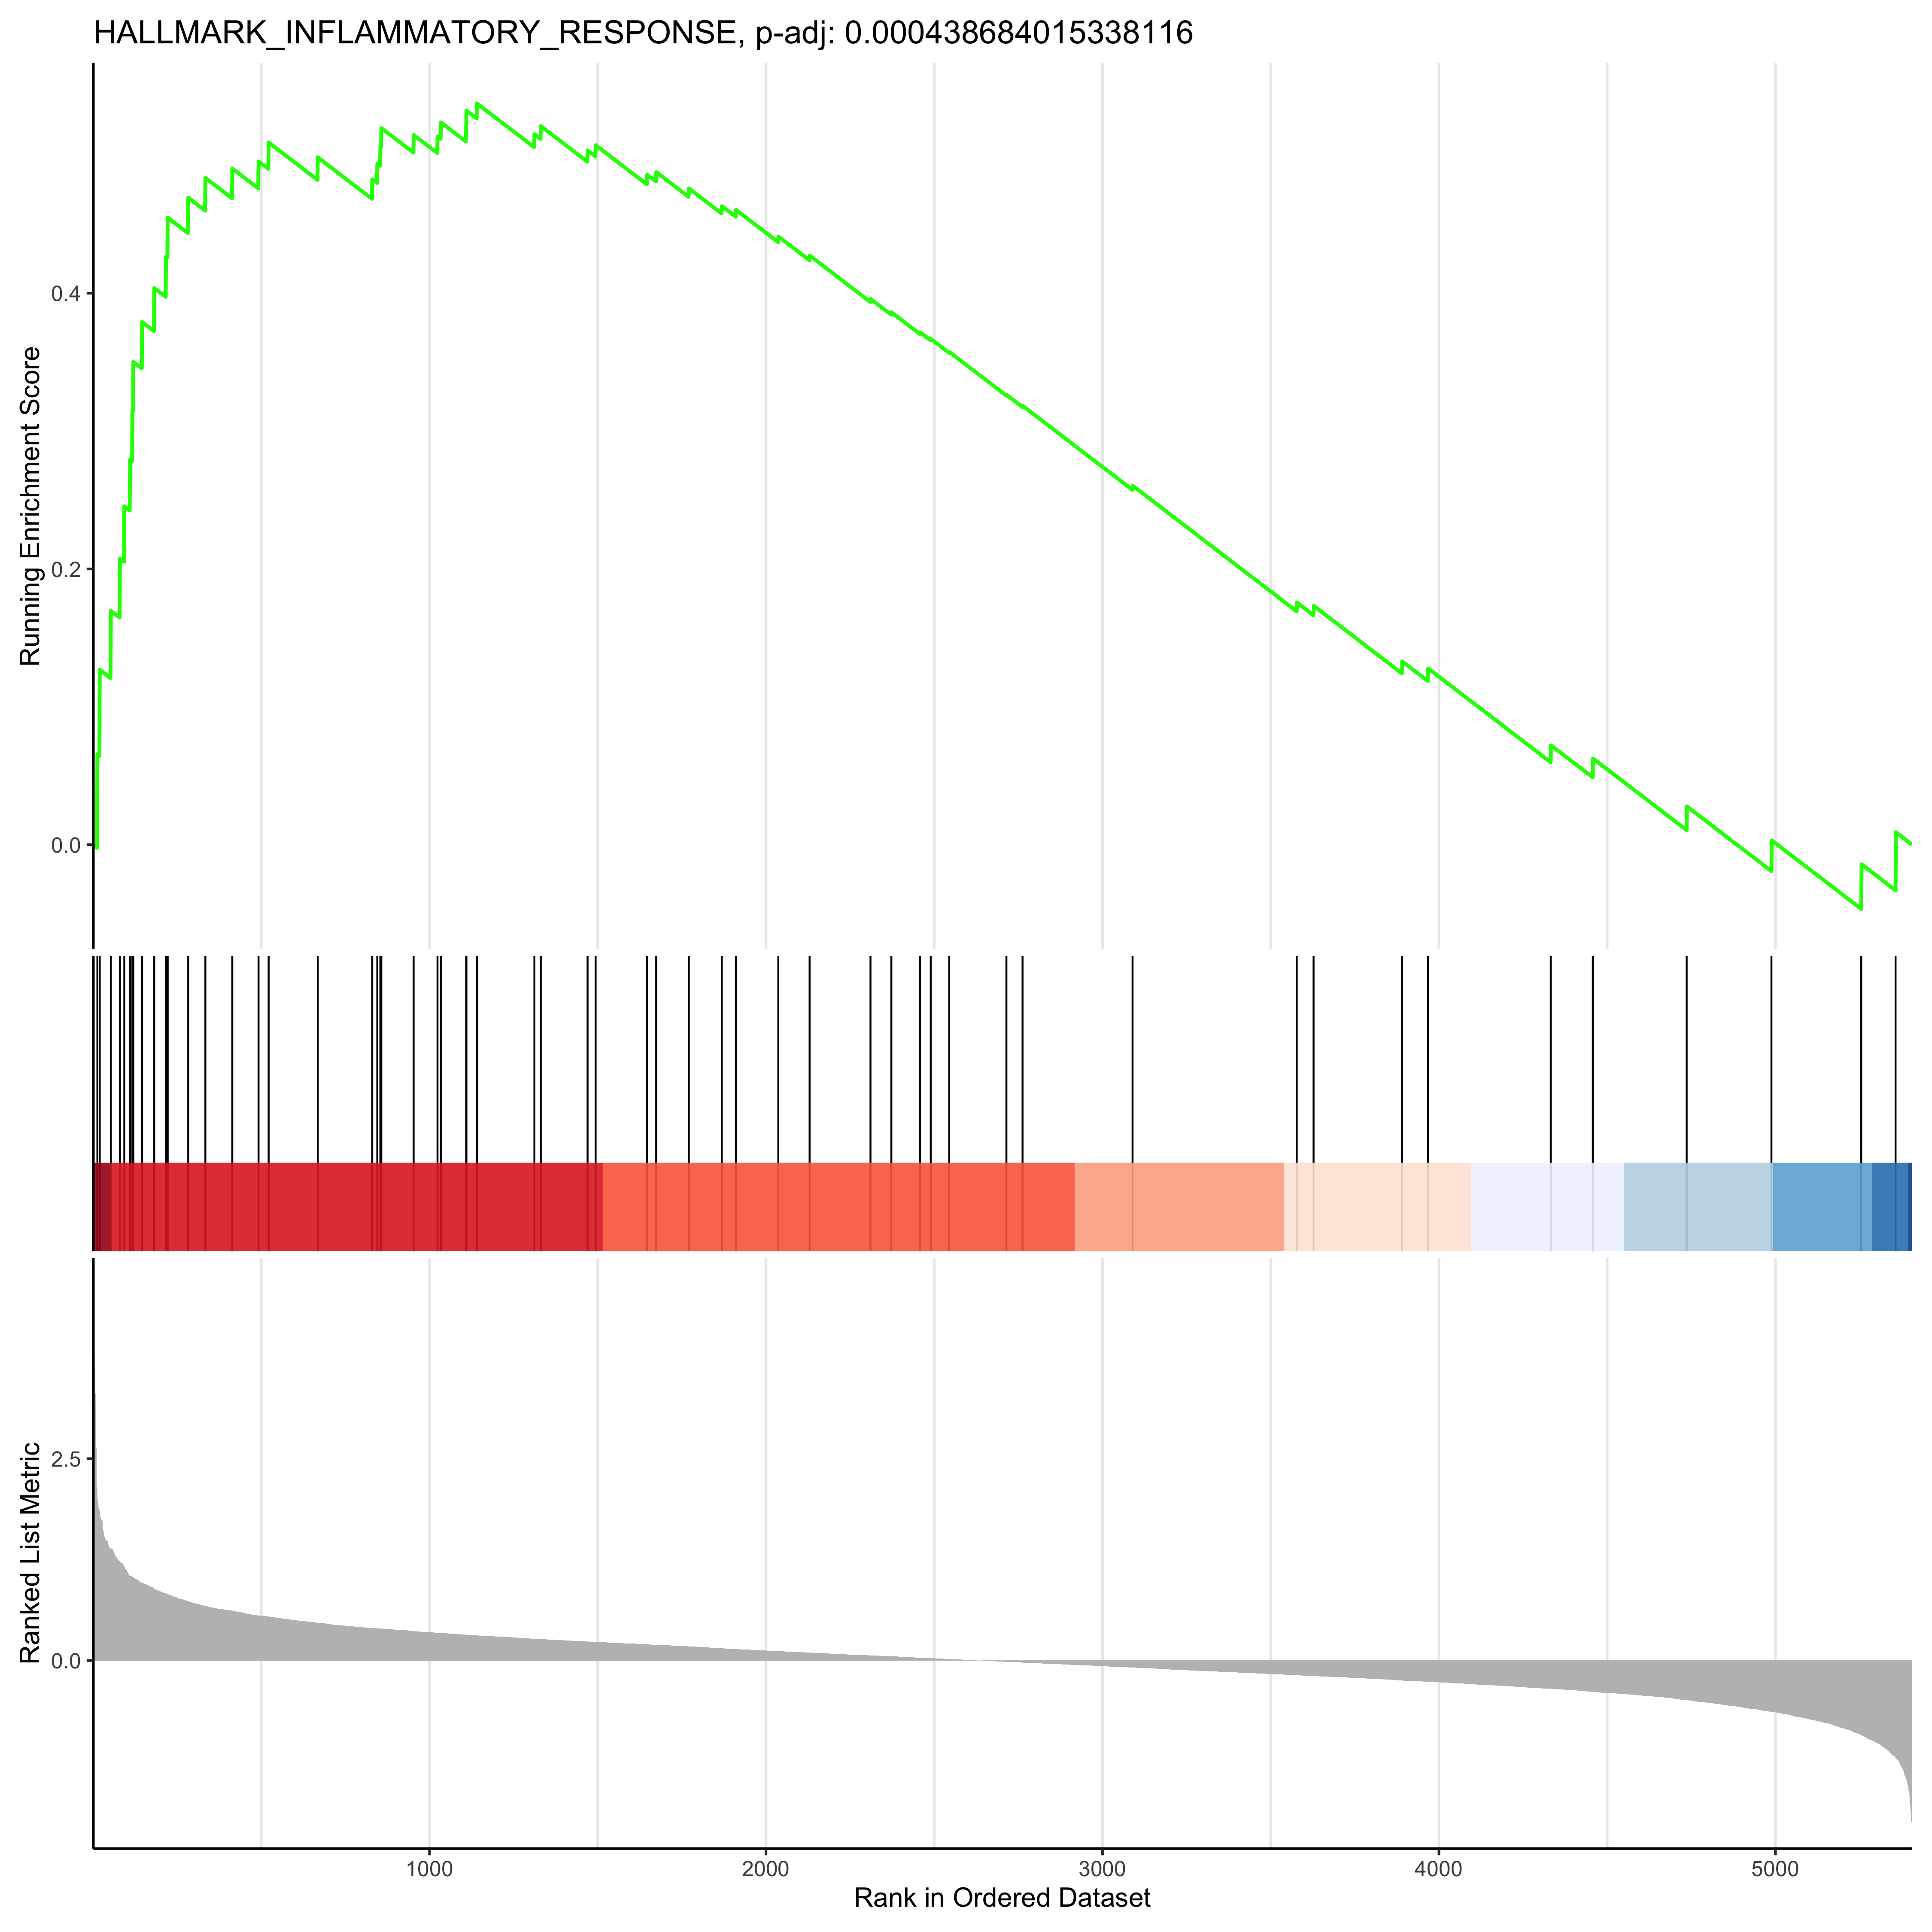 HALLMARK_INFLAMMATORY_RESPONSE, p-adj: 0.000438684015338116
Running Enrichment Score
0.4
0.2
0.0
Ranked List Metric
2.5
0.0
1000 2000 3000 4000 5000
Rank in Ordered Dataset